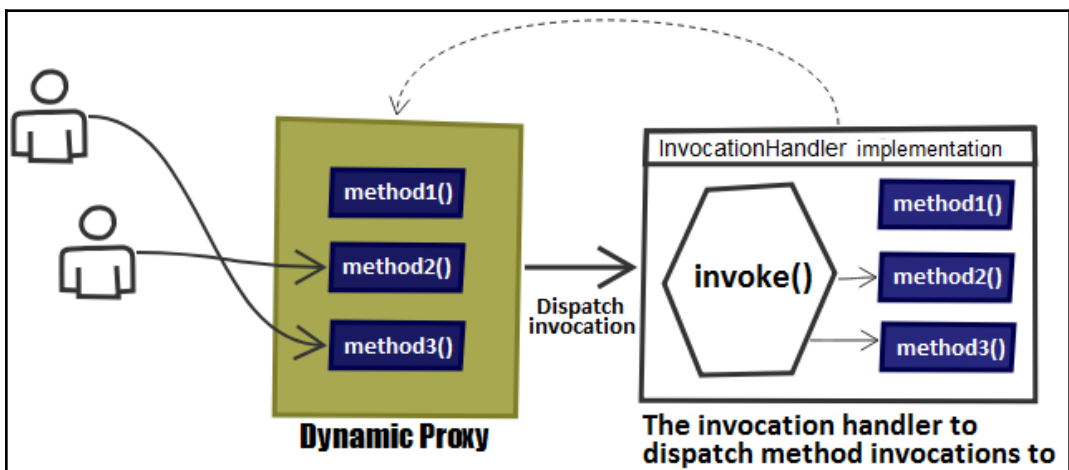 method1()
method2()
method3()
Dynamic Proxy
Dispatch
invocation
InvocationHandler implementation
invoke()
method1()
method2()
method3()
The invocation handler to
dispatch method invocations to